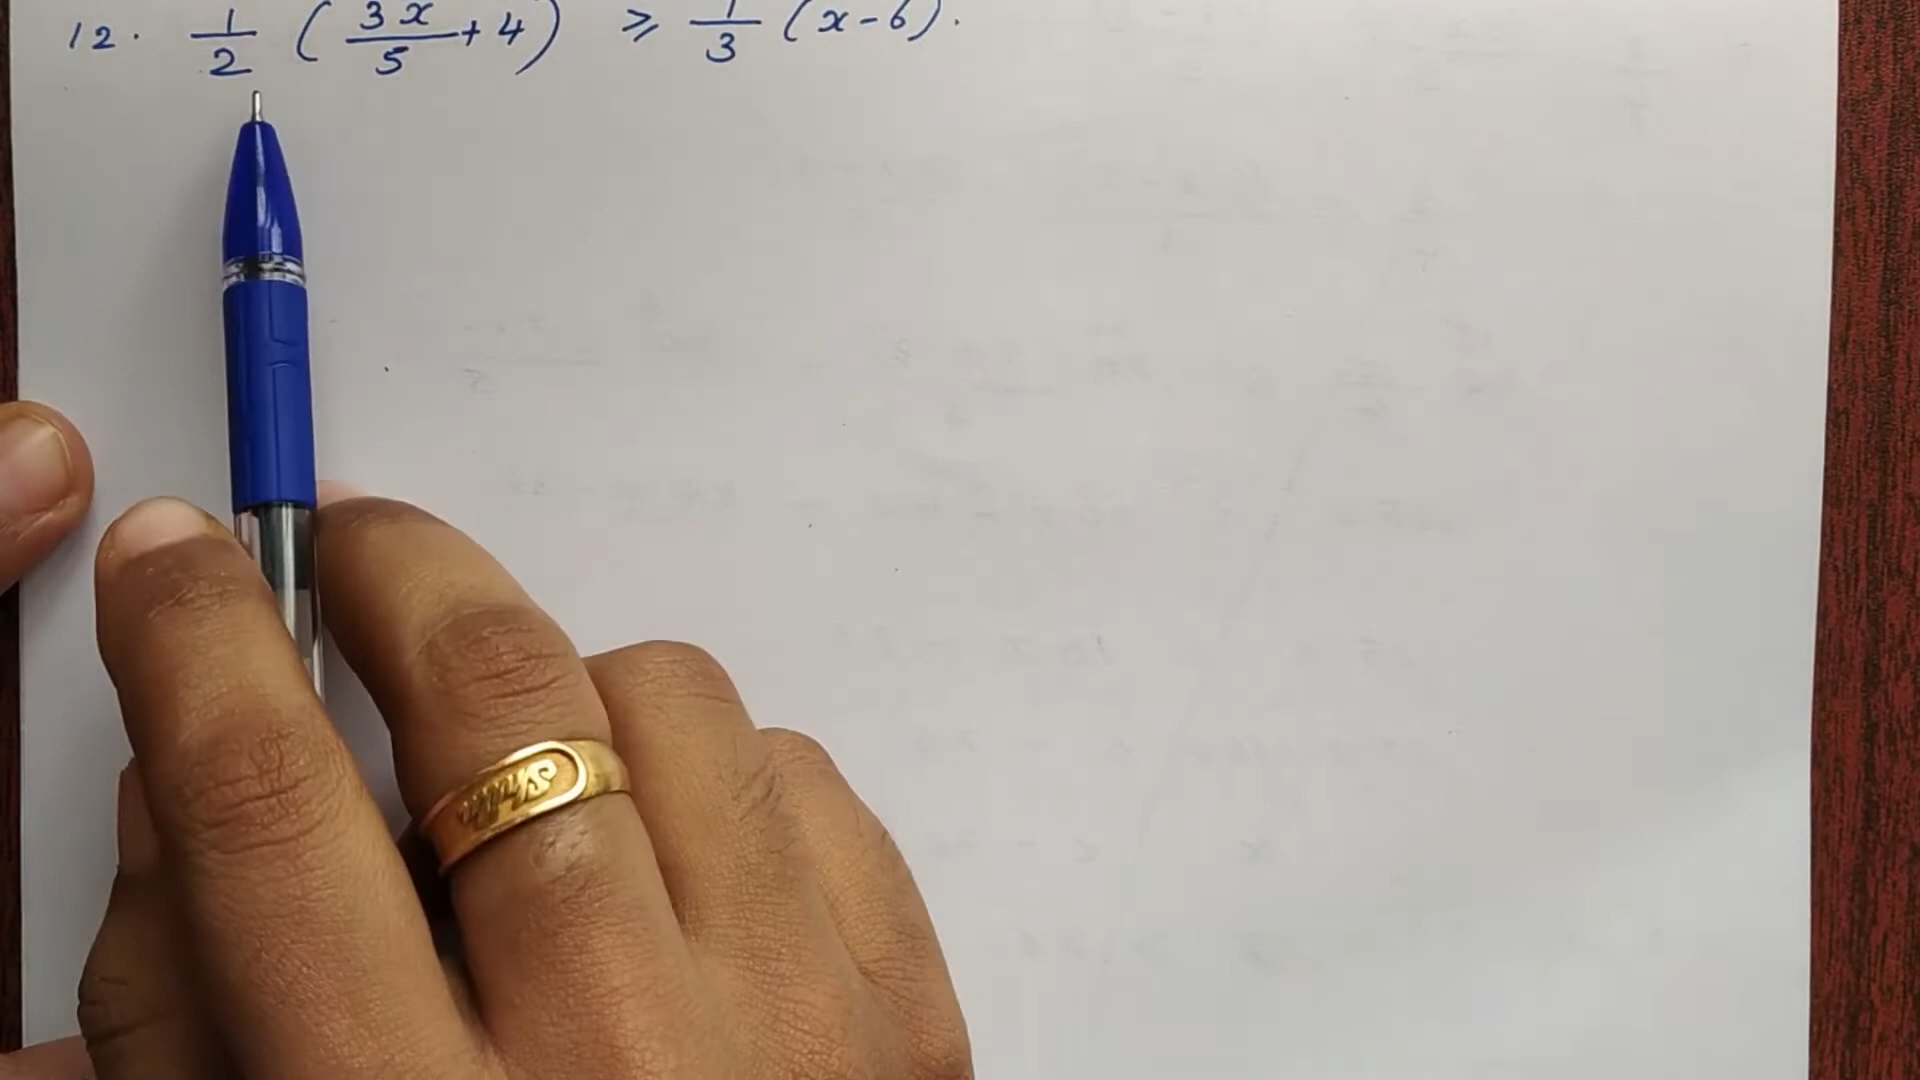 12. 1/2 (3x/5 + 4) ⩾ 1/3 (x - 6).